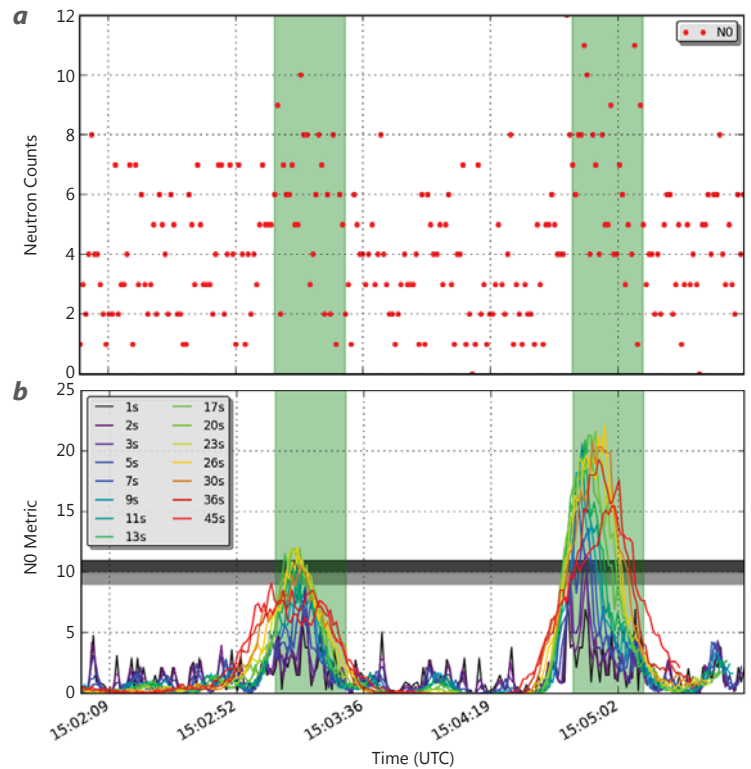 a
12
10
8
6
4
2
0
Neutron Counts
N0
b
25
20
15
10
5
0
N0 Metric
1s 17s
2s 20s
3s 23s
5s 26s
7s 30s
9s 36s
11s 45s
13s
15:02:09
15:02:52
15:03:36
15:04:19
15:05:02
Time (UTC)